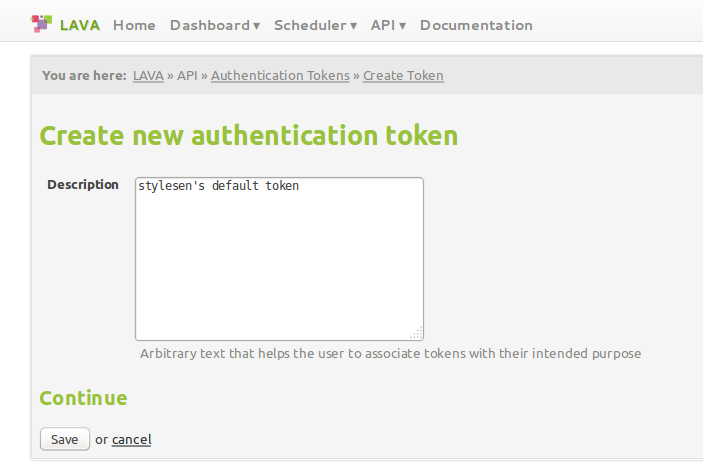 LAVA Home Dashboard ▾ Scheduler ▾ API ▾ Documentation
You are here: LAVA » API » Authentication Tokens » Create Token
Create new authentication token
Description
stylesen's default token
Arbitrary text that helps the user to associate tokens with their intended purpose
Continue
Save or cancel